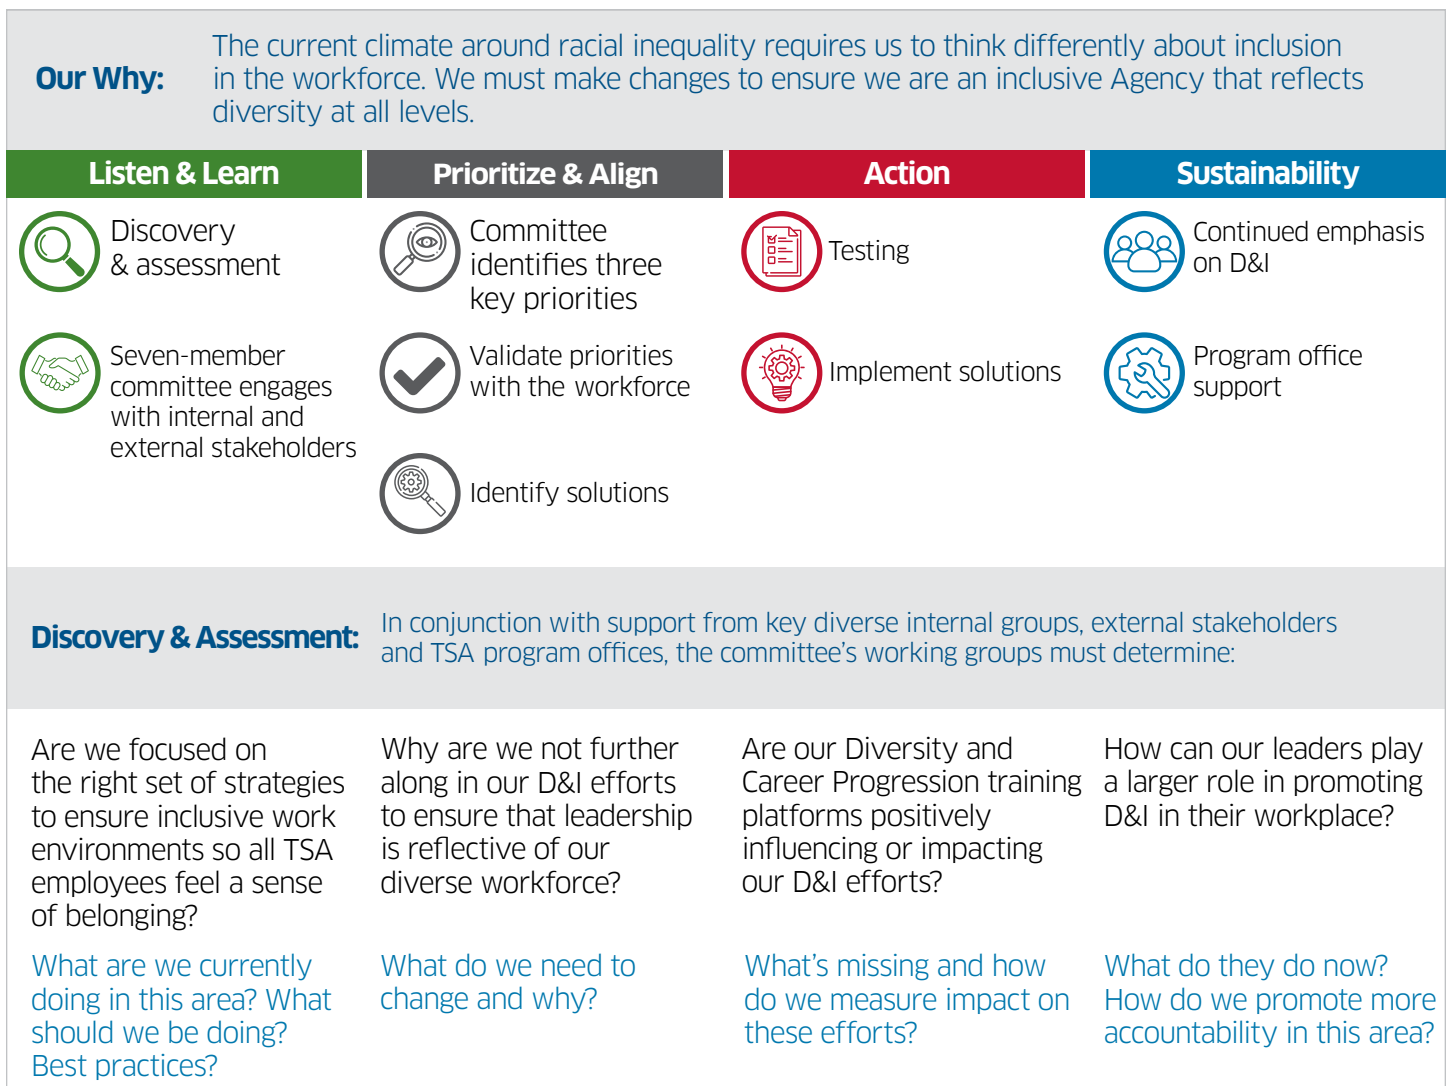 Our Why:
The current climate around racial inequality requires us to think differently about inclusion
in the workforce. We must make changes to ensure we are an inclusive Agency that reflects
diversity at all levels.
Listen & Learn
Discovery
& assessment
Seven-member
committee engages
with internal and
external stakeholders
Prioritize & Align
Committee
identifies three
key priorities
Validate priorities
with the workforce
Identify solutions
Action
Testing
Implement solutions
Sustainability
Continued emphasis
on D&I
Program office
support
Discovery & Assessment:
In conjunction with support from key diverse internal groups, external stakeholders
and TSA program offices, the committee's working groups must determine:
Are we focused on
the right set of strategies
to ensure inclusive work
environments so all TSA
employees feel a sense
of belonging?
What are we currently
doing in this area? What
should we be doing?
Best practices?
Why are we not further
along in our D&I efforts
to ensure that leadership
is reflective of our
diverse workforce?
What do we need to
change and why?
Are our Diversity and
Career Progression training
platforms positively
influencing or impacting
our D&I efforts?
What's missing and how
do we measure impact on
these efforts?
How can our leaders play
a larger role in promoting
D&I in their workplace?
What do they do now?
How do we promote more
accountability in this area?